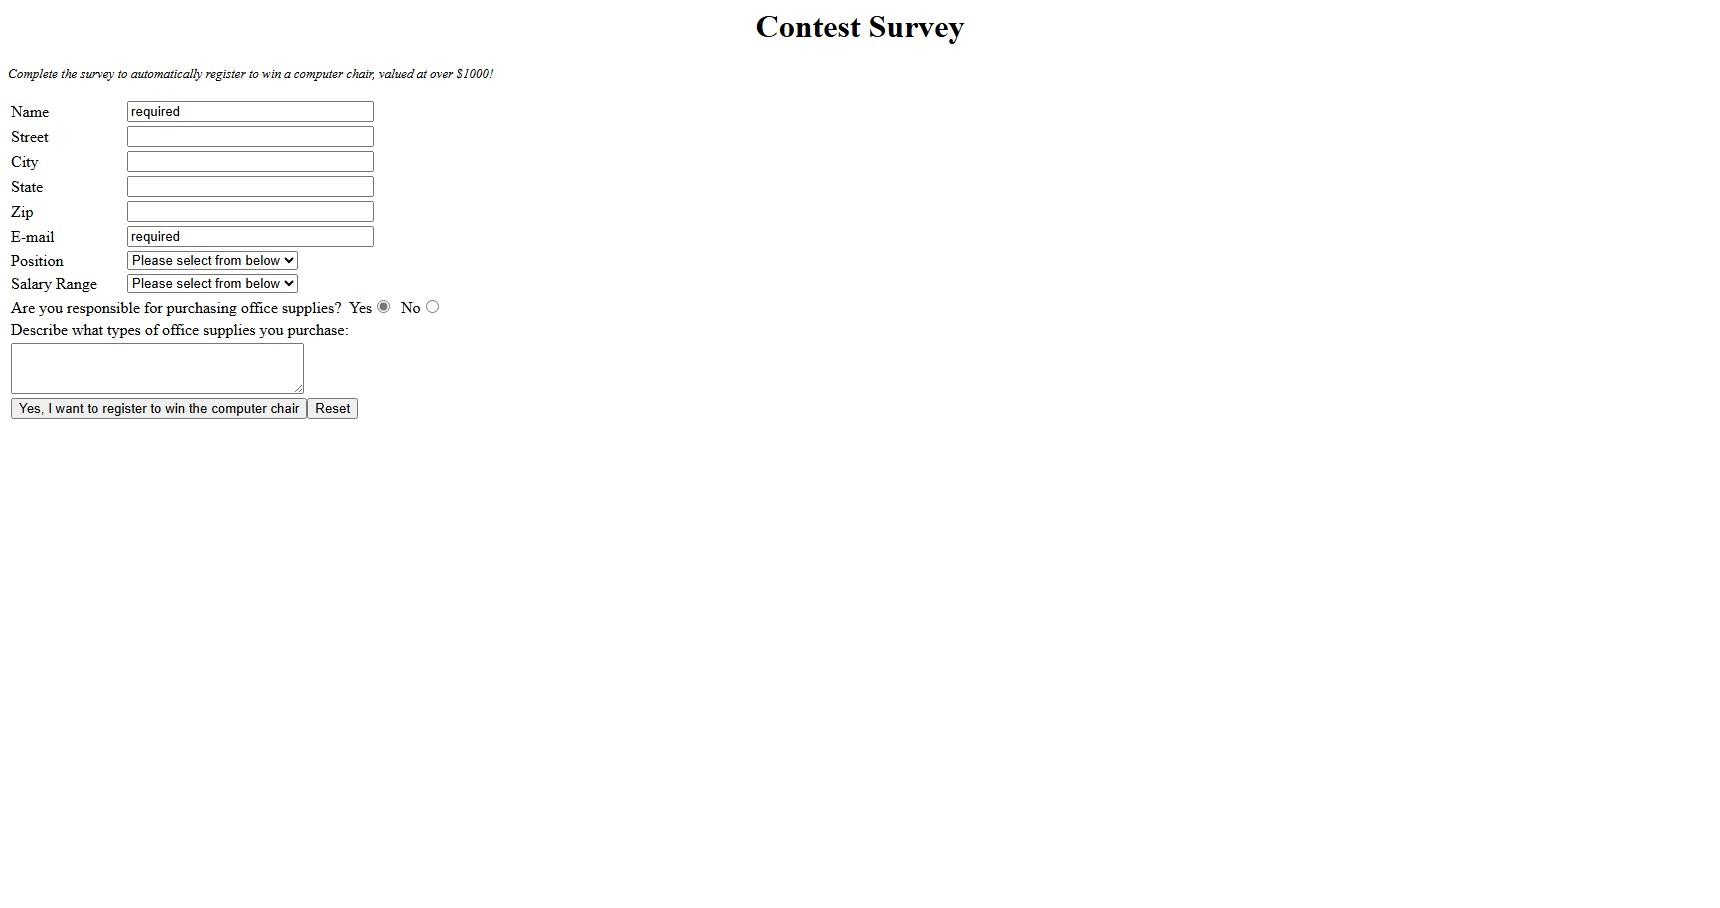 Contest Survey
Complete the survey to automatically register to win a computer chair, valued at over $1000!
Name required
Street
City
State
Zip
E-mail required
Position Please select from below
Salary Range Please select from below
Are you responsible for purchasing office supplies? Yes No
Describe what types of office supplies you purchase:
Yes, I want to register to win the computer chair Reset